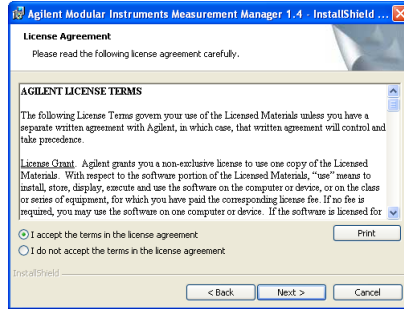 Agilent Modular Instruments Measurement Manager 1.4 - InstallShield ...
License Agreement
Please read the following license agreement carefully.
AGILENT LICENSE TERMS
The following License Terms govern your use of the Licensed Materials unless you have a
separate written agreement with Agilent, in which case, that written agreement will control and
take precedence.
License Grant. Agilent grants you a non-exclusive license to use one copy of the Licensed
Materials. With respect to the software portion of the Licensed Materials, “use” means to
install, store, display, execute and use the software on the computer or device, or on the class
or series of equipment, for which you have paid the corresponding license fee. If no fee is
required, you may use the software on one computer or device. If the software is licensed for
I accept the terms in the license agreement
Print
I do not accept the terms in the license agreement
InstallShield
< Back
Next >
Cancel